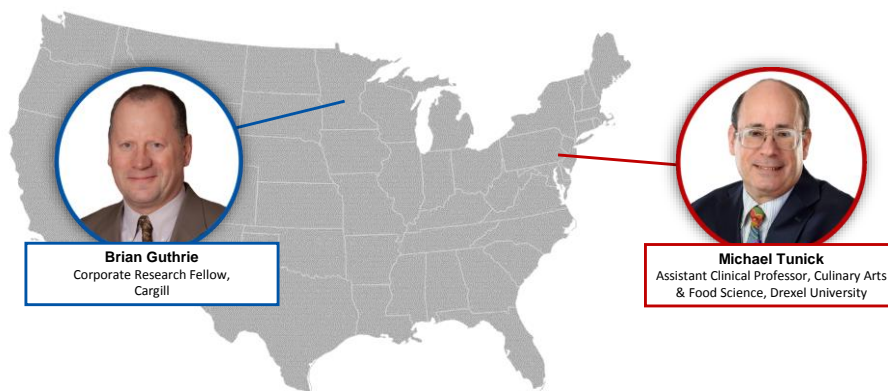 Brian Guthrie
Corporate Research Fellow,
Cargill
Michael Tunick
Assistant Clinical Professor, Culinary Arts
& Food Science, Drexel University